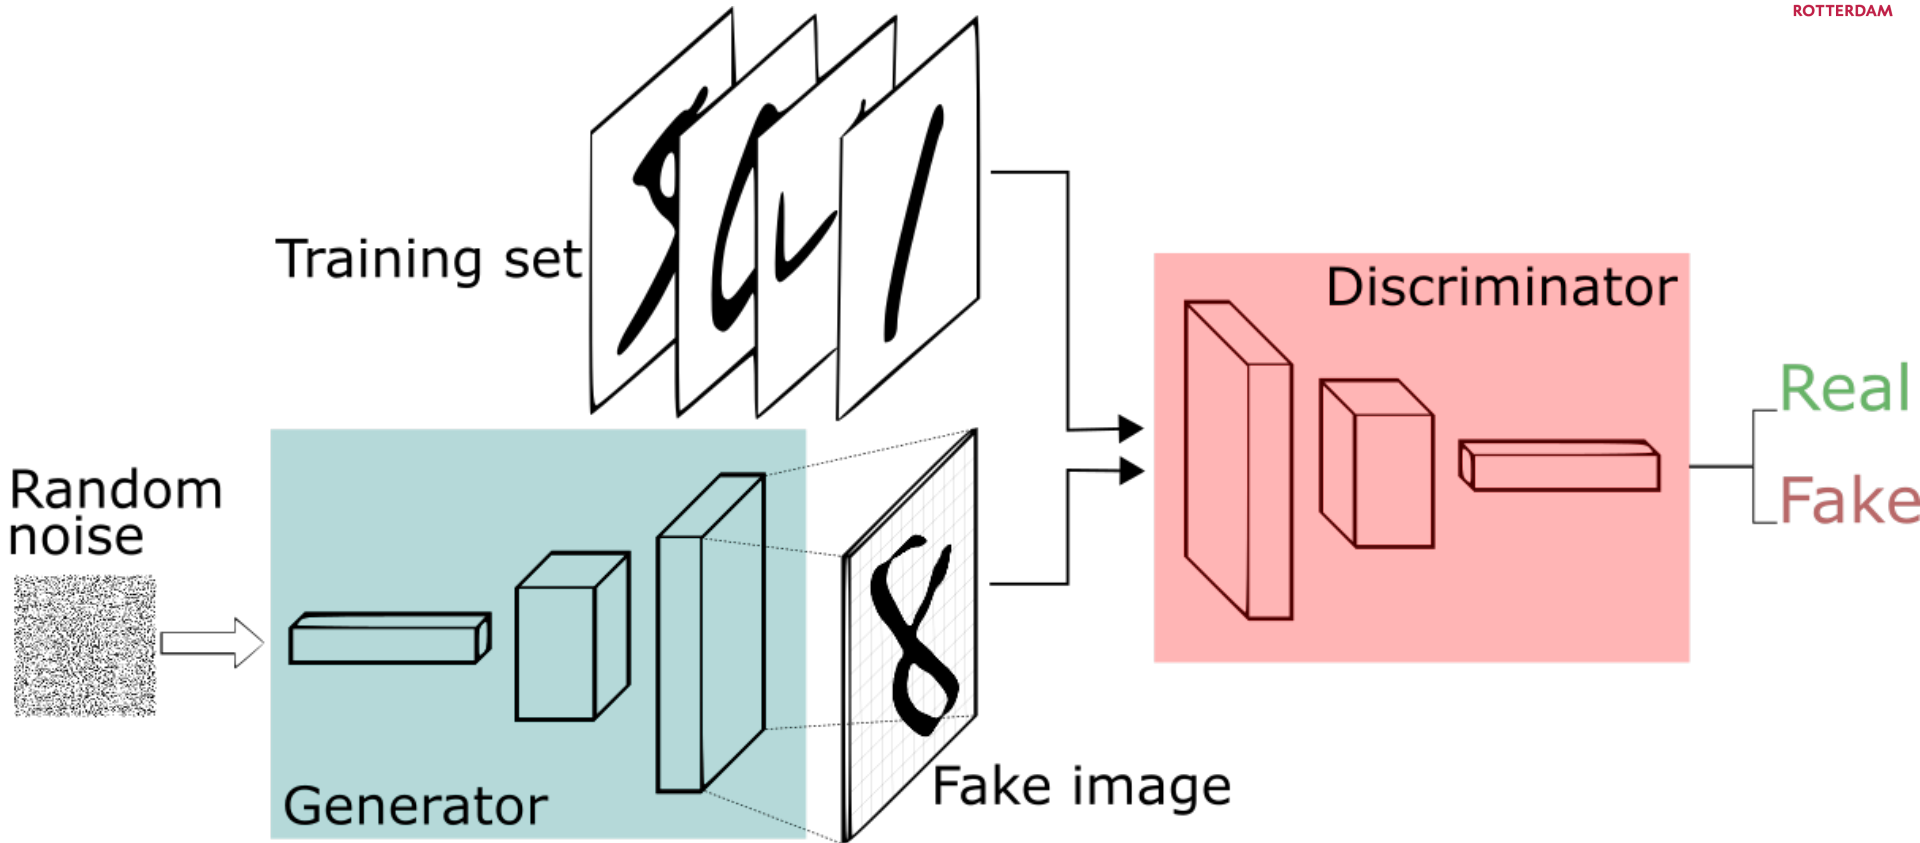 ROTTERDAM
Training set
Discriminator
Real
Fake
Random
noise
Generator
Fake image